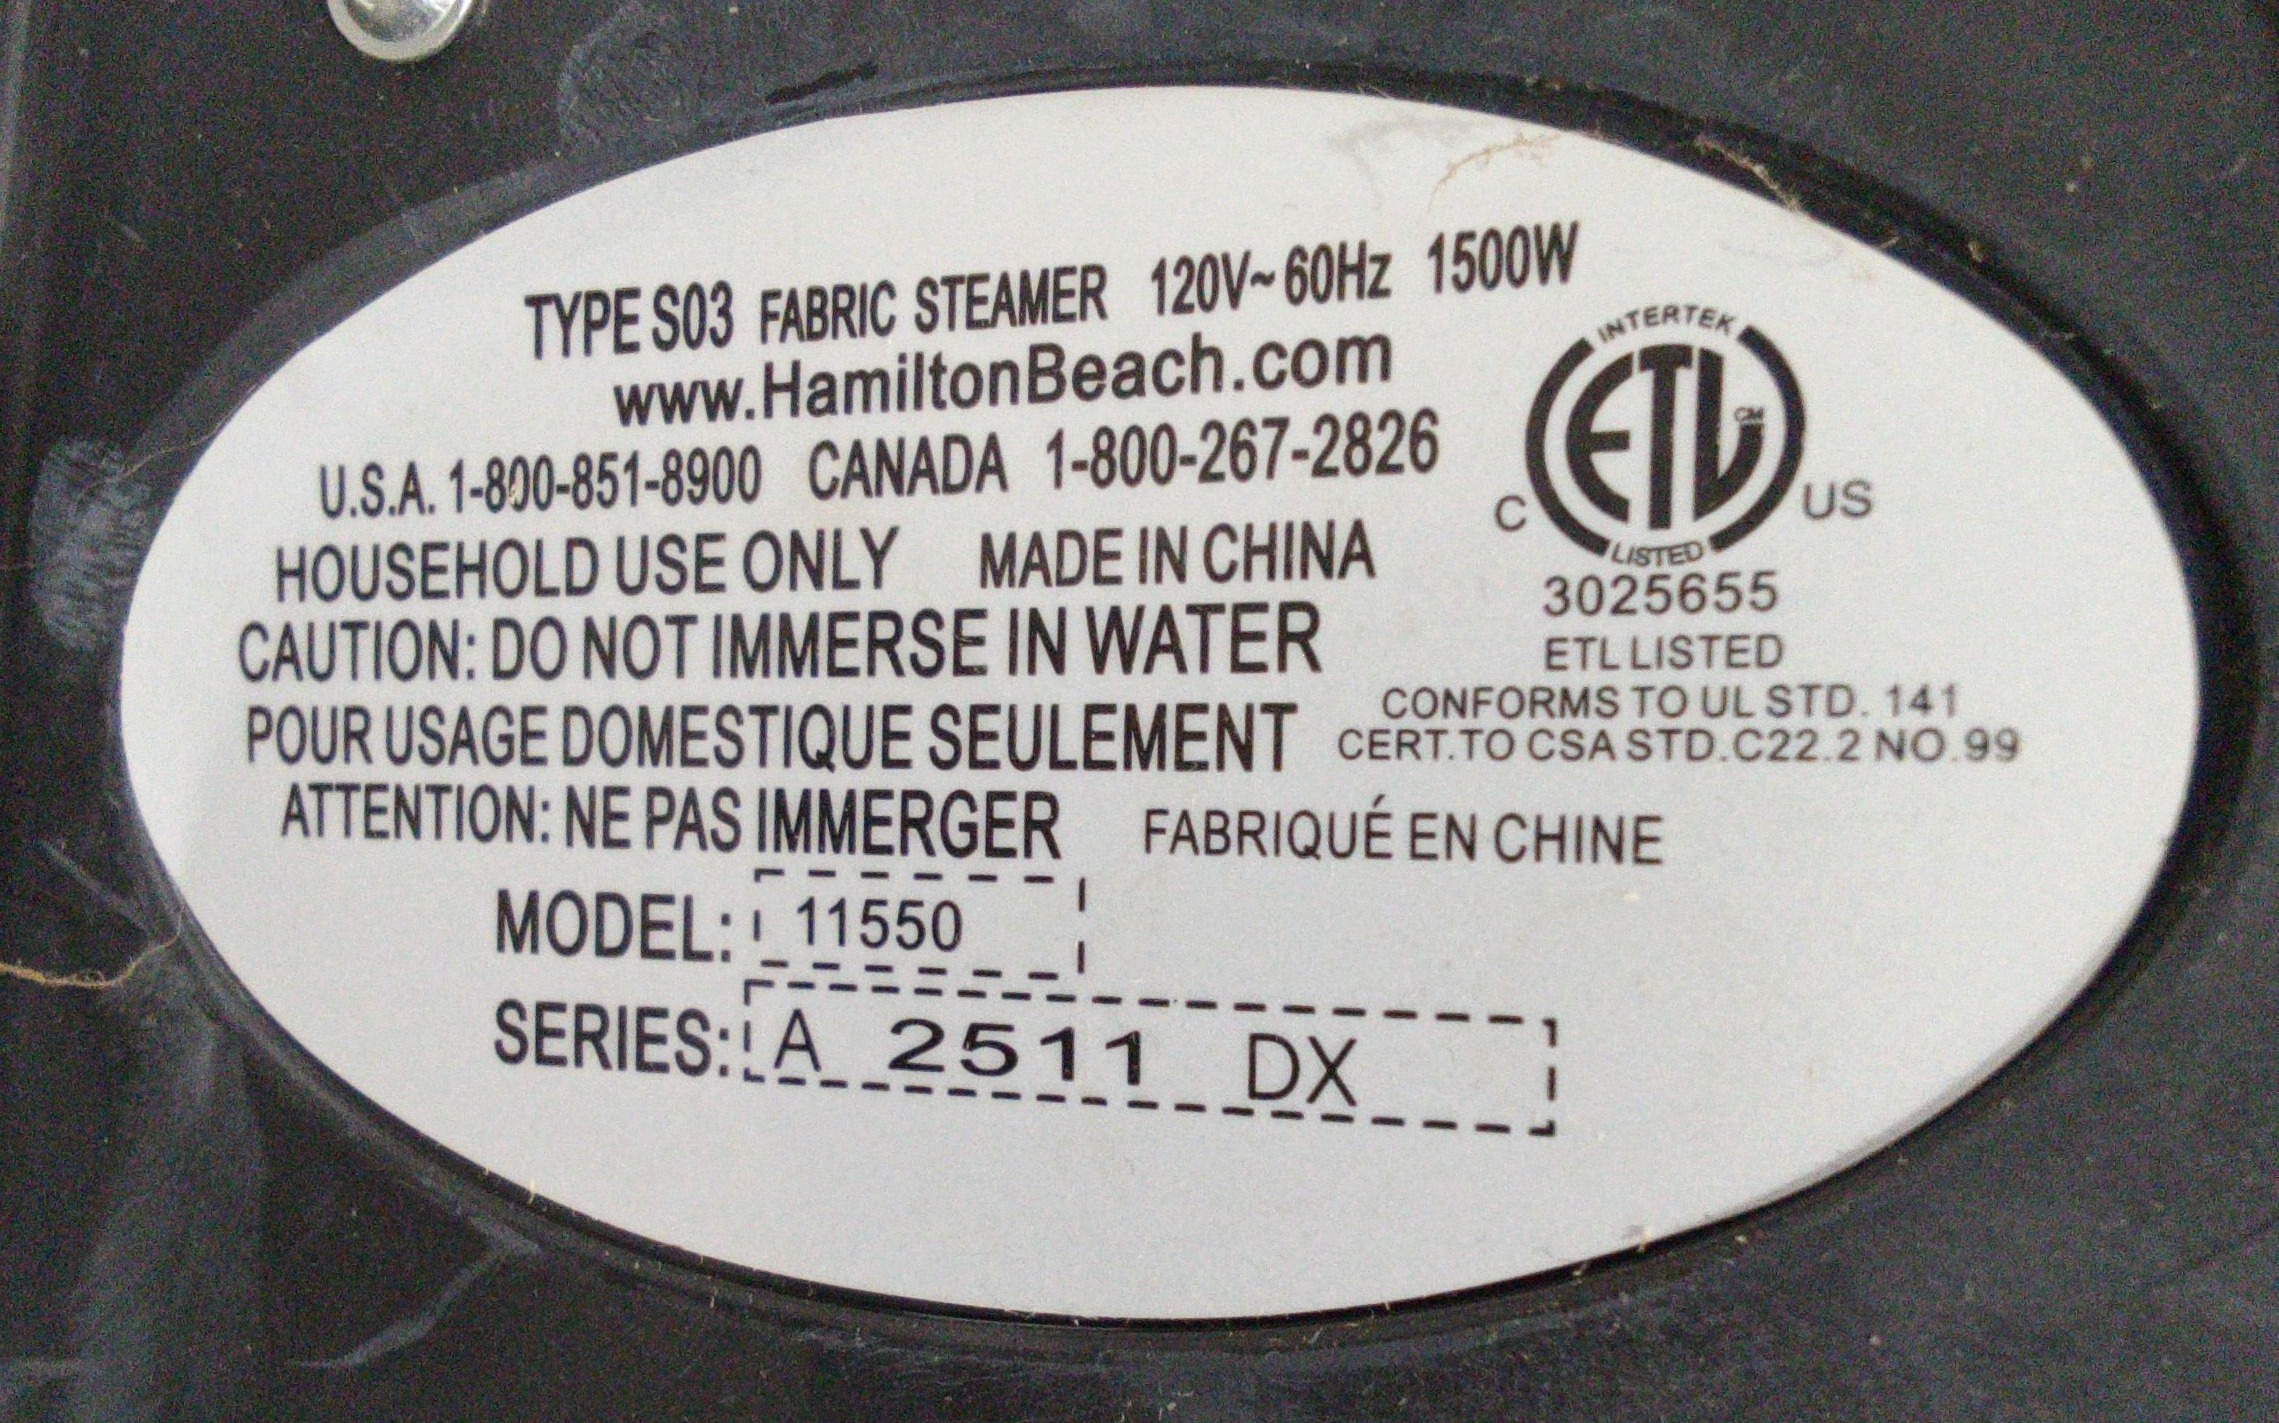 TYPE S03 FABRIC STEAMER 120V~60Hz 1500W
www.HamiltonBeach.com
U.S.A. 1-800-851-8900 CANADA 1-800-267-2826
HOUSEHOLD USE ONLY MADE IN CHINA
CAUTION: DO NOT IMMERSE IN WATER
POUR USAGE DOMESTIQUE SEULEMENT
ATTENTION: NE PAS IMMERGER FABRIQUÉ EN CHINE
MODEL: 11550
SERIES: A 2511 DX
INTERTEK
ETL CM
C US
LISTED
3025655
ETL LISTED
CONFORMS TO UL STD. 141
CERT.TO CSA STD.C22.2 NO.99